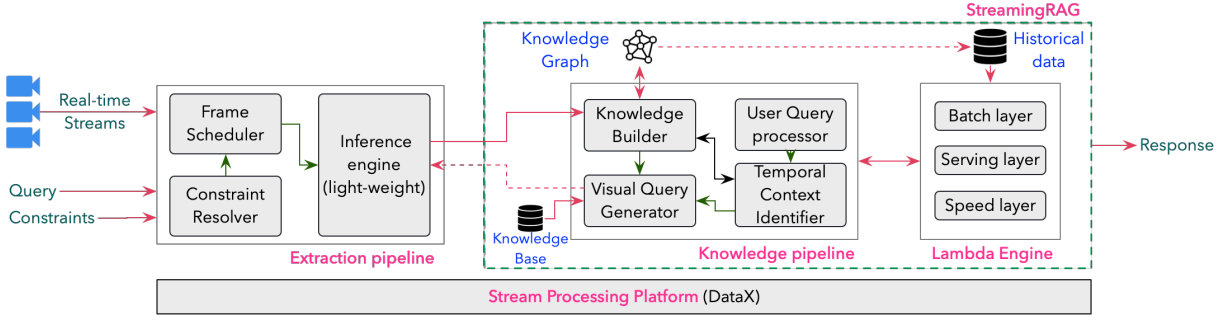 StreamingRAG
Knowledge
Graph
Historical
data
Real-time
Streams
Query
Constraints
Frame
Scheduler
Constraint
Resolver
Inference
engine
(light-weight)
Extraction pipeline
Knowledge
Builder
User Query
processor
Visual Query
Generator
Temporal
Context
Identifier
Knowledge
Base
Knowledge pipeline
Batch layer
Serving layer
Speed layer
Lambda Engine
Response
Stream Processing Platform (DataX)